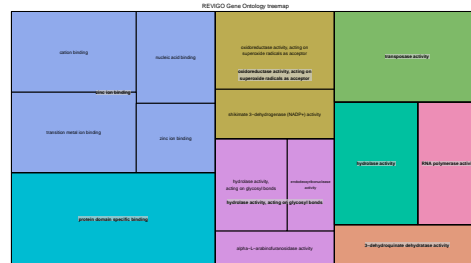 REVIGO Gene Ontology treemap
cation binding
nucleic acid binding
zinc ion binding
transition metal ion binding
zinc ion binding
protein domain specific binding
oxidoreductase activity, acting on
superoxide radicals as acceptor
oxidoreductase activity, acting on
superoxide radicals as acceptor
shikimate 3-dehydrogenase (NADP+) activity
hydrolase activity,
acting on glycosyl bonds
endodeoxyribonuclease
activity
hydrolase activity, acting on glycosyl bonds
alpha-L-arabinofuranosidase activity
transposase activity
hydrolase activity
RNA polymerase activity
3-dehydroquinate dehydratase activity